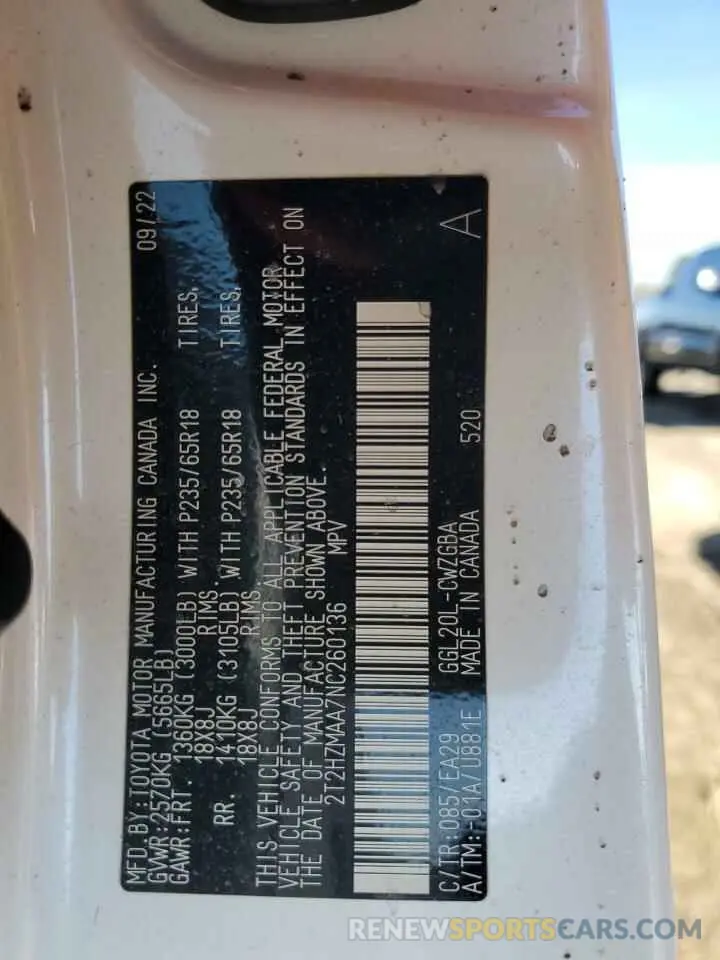 MFD. BY: TOYOTA MOTOR MANUFACTURING CANADA INC. 09/22
GVWR: 2570KG (5665LB)
GAWR: FRT. 1360KG (3000LB) WITH P235/65R18 TIRES,
18X8J RIMS.
RR. 1410KG (3105LB) WITH P235/65R18 TIRES,
18X8J RIMS.
THIS VEHICLE CONFORMS TO ALL APPLICABLE FEDERAL MOTOR
VEHICLE SAFETY AND THEFT PREVENTION STANDARDS IN EFFECT ON
THE DATE OF MANUFACTURE SHOWN ABOVE.
2T2HZMAA7NC260136 MPV
C/TR: 085/EA29 GGL20L-CWZGBA
A/TM: -01A/U881E MADE IN CANADA 520 A
RENEWSPORTSCARS.COM